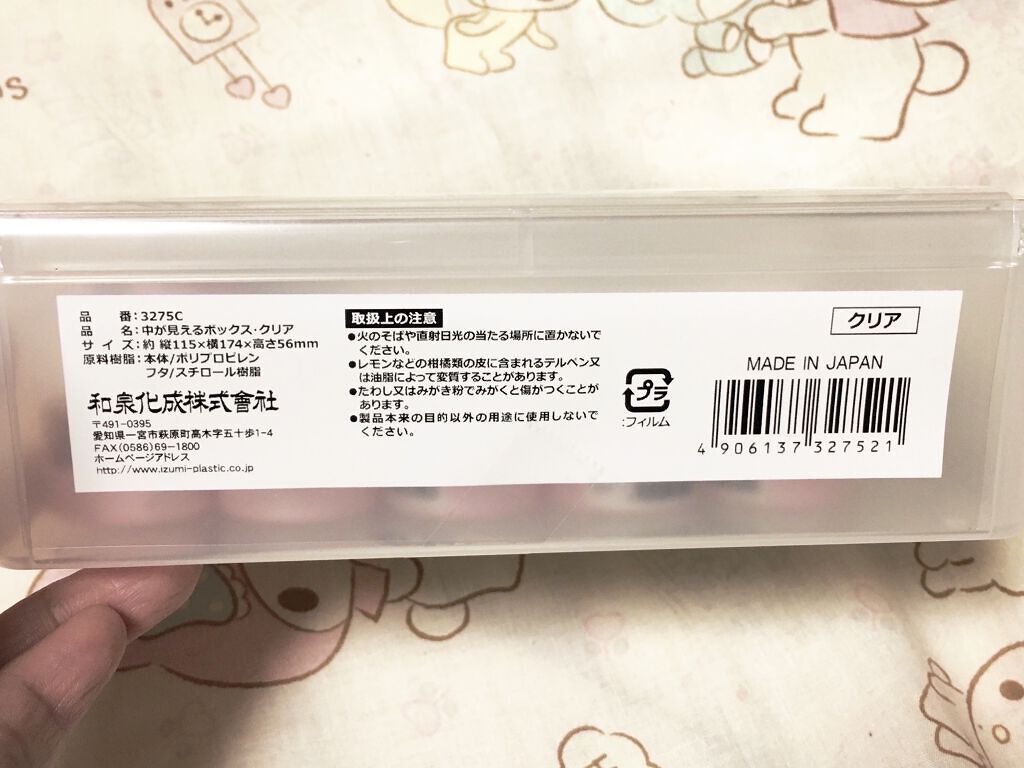 品 番:3275C
品 名:中が見えるボックス・クリア
サイズ:約 縦115×横174×高さ56mm
原料樹脂:本体/ポリプロピレン
フタ/スチロール樹脂
和泉化成株式會社
〒491-0395
愛知県一宮市萩原町高木字五十歩1-4
FAX(0586)69-1800
ホームページアドレス
http://www.izumi-plastic.co.jp
取扱上の注意
●火のそばや直射日光の当たる場所に置かないで
ください。
●レモンなどの柑橘類の皮に含まれるテルペン又
は油脂によって変質することがあります。
●たわし又はみがき粉でみがくと傷がつくことが
あります。
●製品本来の目的以外の用途に使用しないで
ください。
プラ
:フィルム
クリア
MADE IN JAPAN
4 906137 327521